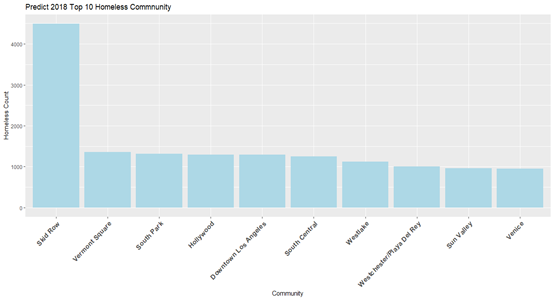 Predict 2018 Top 10 Homeless Commnunity
Homeless Count
4000
3000
2000
1000
0
Skid Row
Vermont Square
South Park
Hollywood
Downtown Los Angeles
South Central
Westlake
Westchester/Playa Del Rey
Sun Valley
Venice
Community